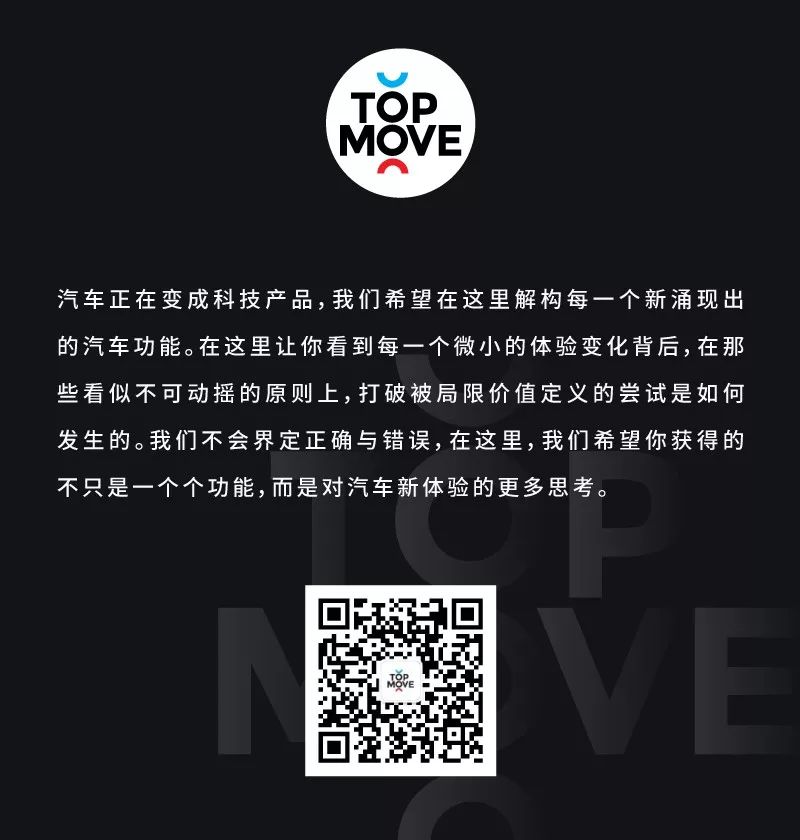 TOP
MOVE
汽车正在变成科技产品，我们希望在这里解构每一个新涌现出
的汽车功能。在这里让你看到每一个微小的体验变化背后，在那
些看似不可动摇的原则上，打破被局限价值定义的尝试是如何
发生的。我们不会界定正确与错误，在这里，我们希望你获得的
不只是一个个功能，而是对汽车新体验的更多思考。
TOP
MOVE
TOP
MOVE